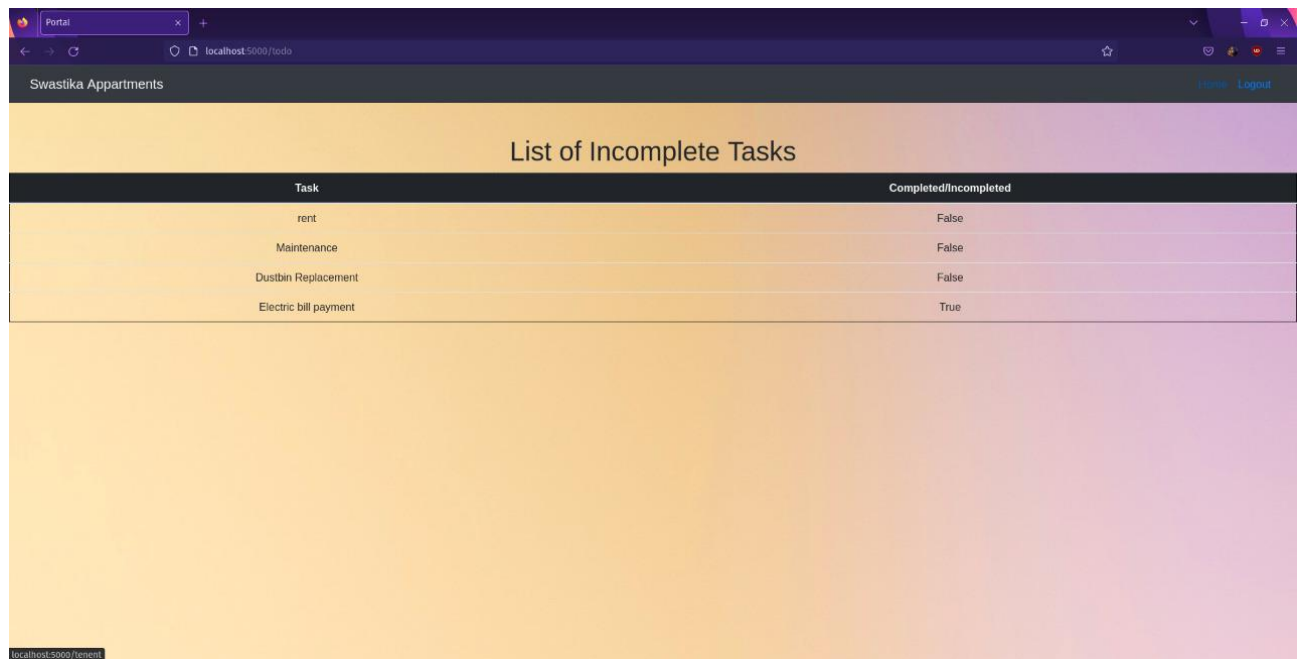 Portal
localhost:5000/todo
Swastika Appartments
Home Logout
List of Incomplete Tasks
Task Completed/Incompleted
rent False
Maintenance False
Dustbin Replacement False
Electric bill payment True
localhost:5000/tenent